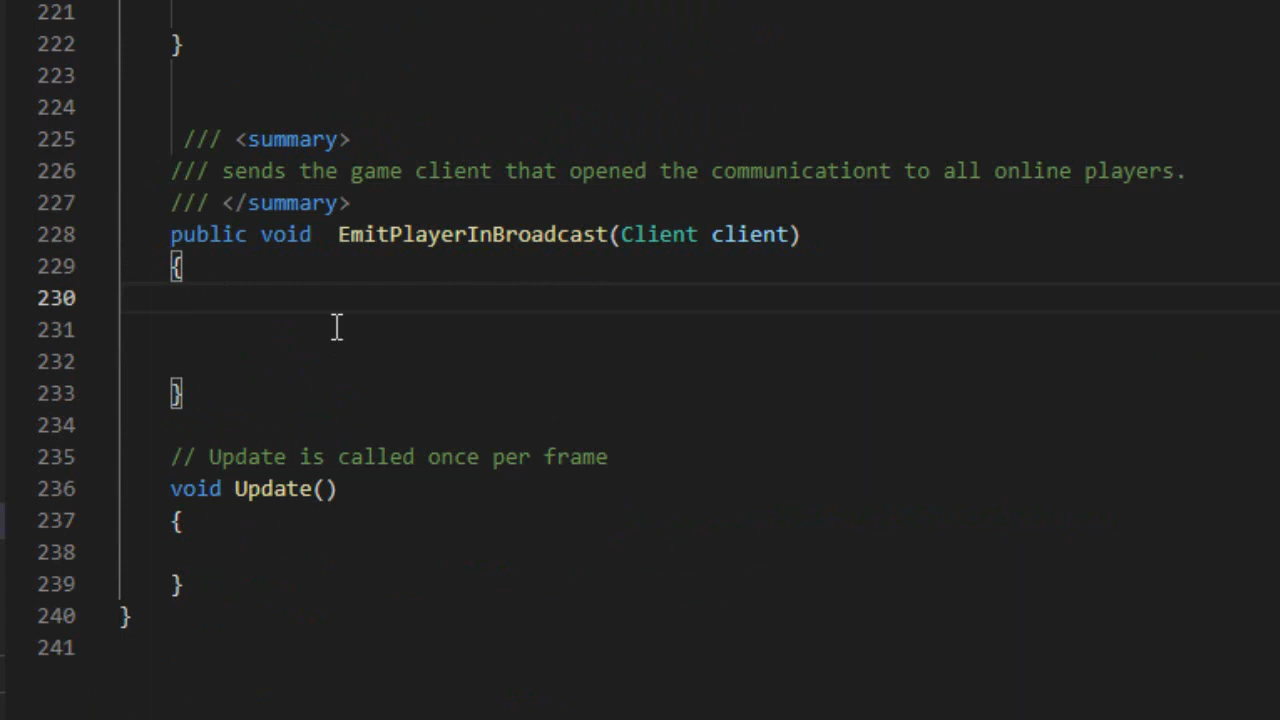 221
222 }
223
224
225 /// <summary>
226 /// sends the game client that opened the communicationt to all online players.
227 /// </summary>
228 public void  EmitPlayerInBroadcast(Client client)
229 {
230
231
232
233 }
234
235 // Update is called once per frame
236 void Update()
237 {
238
239 }
240 }
241